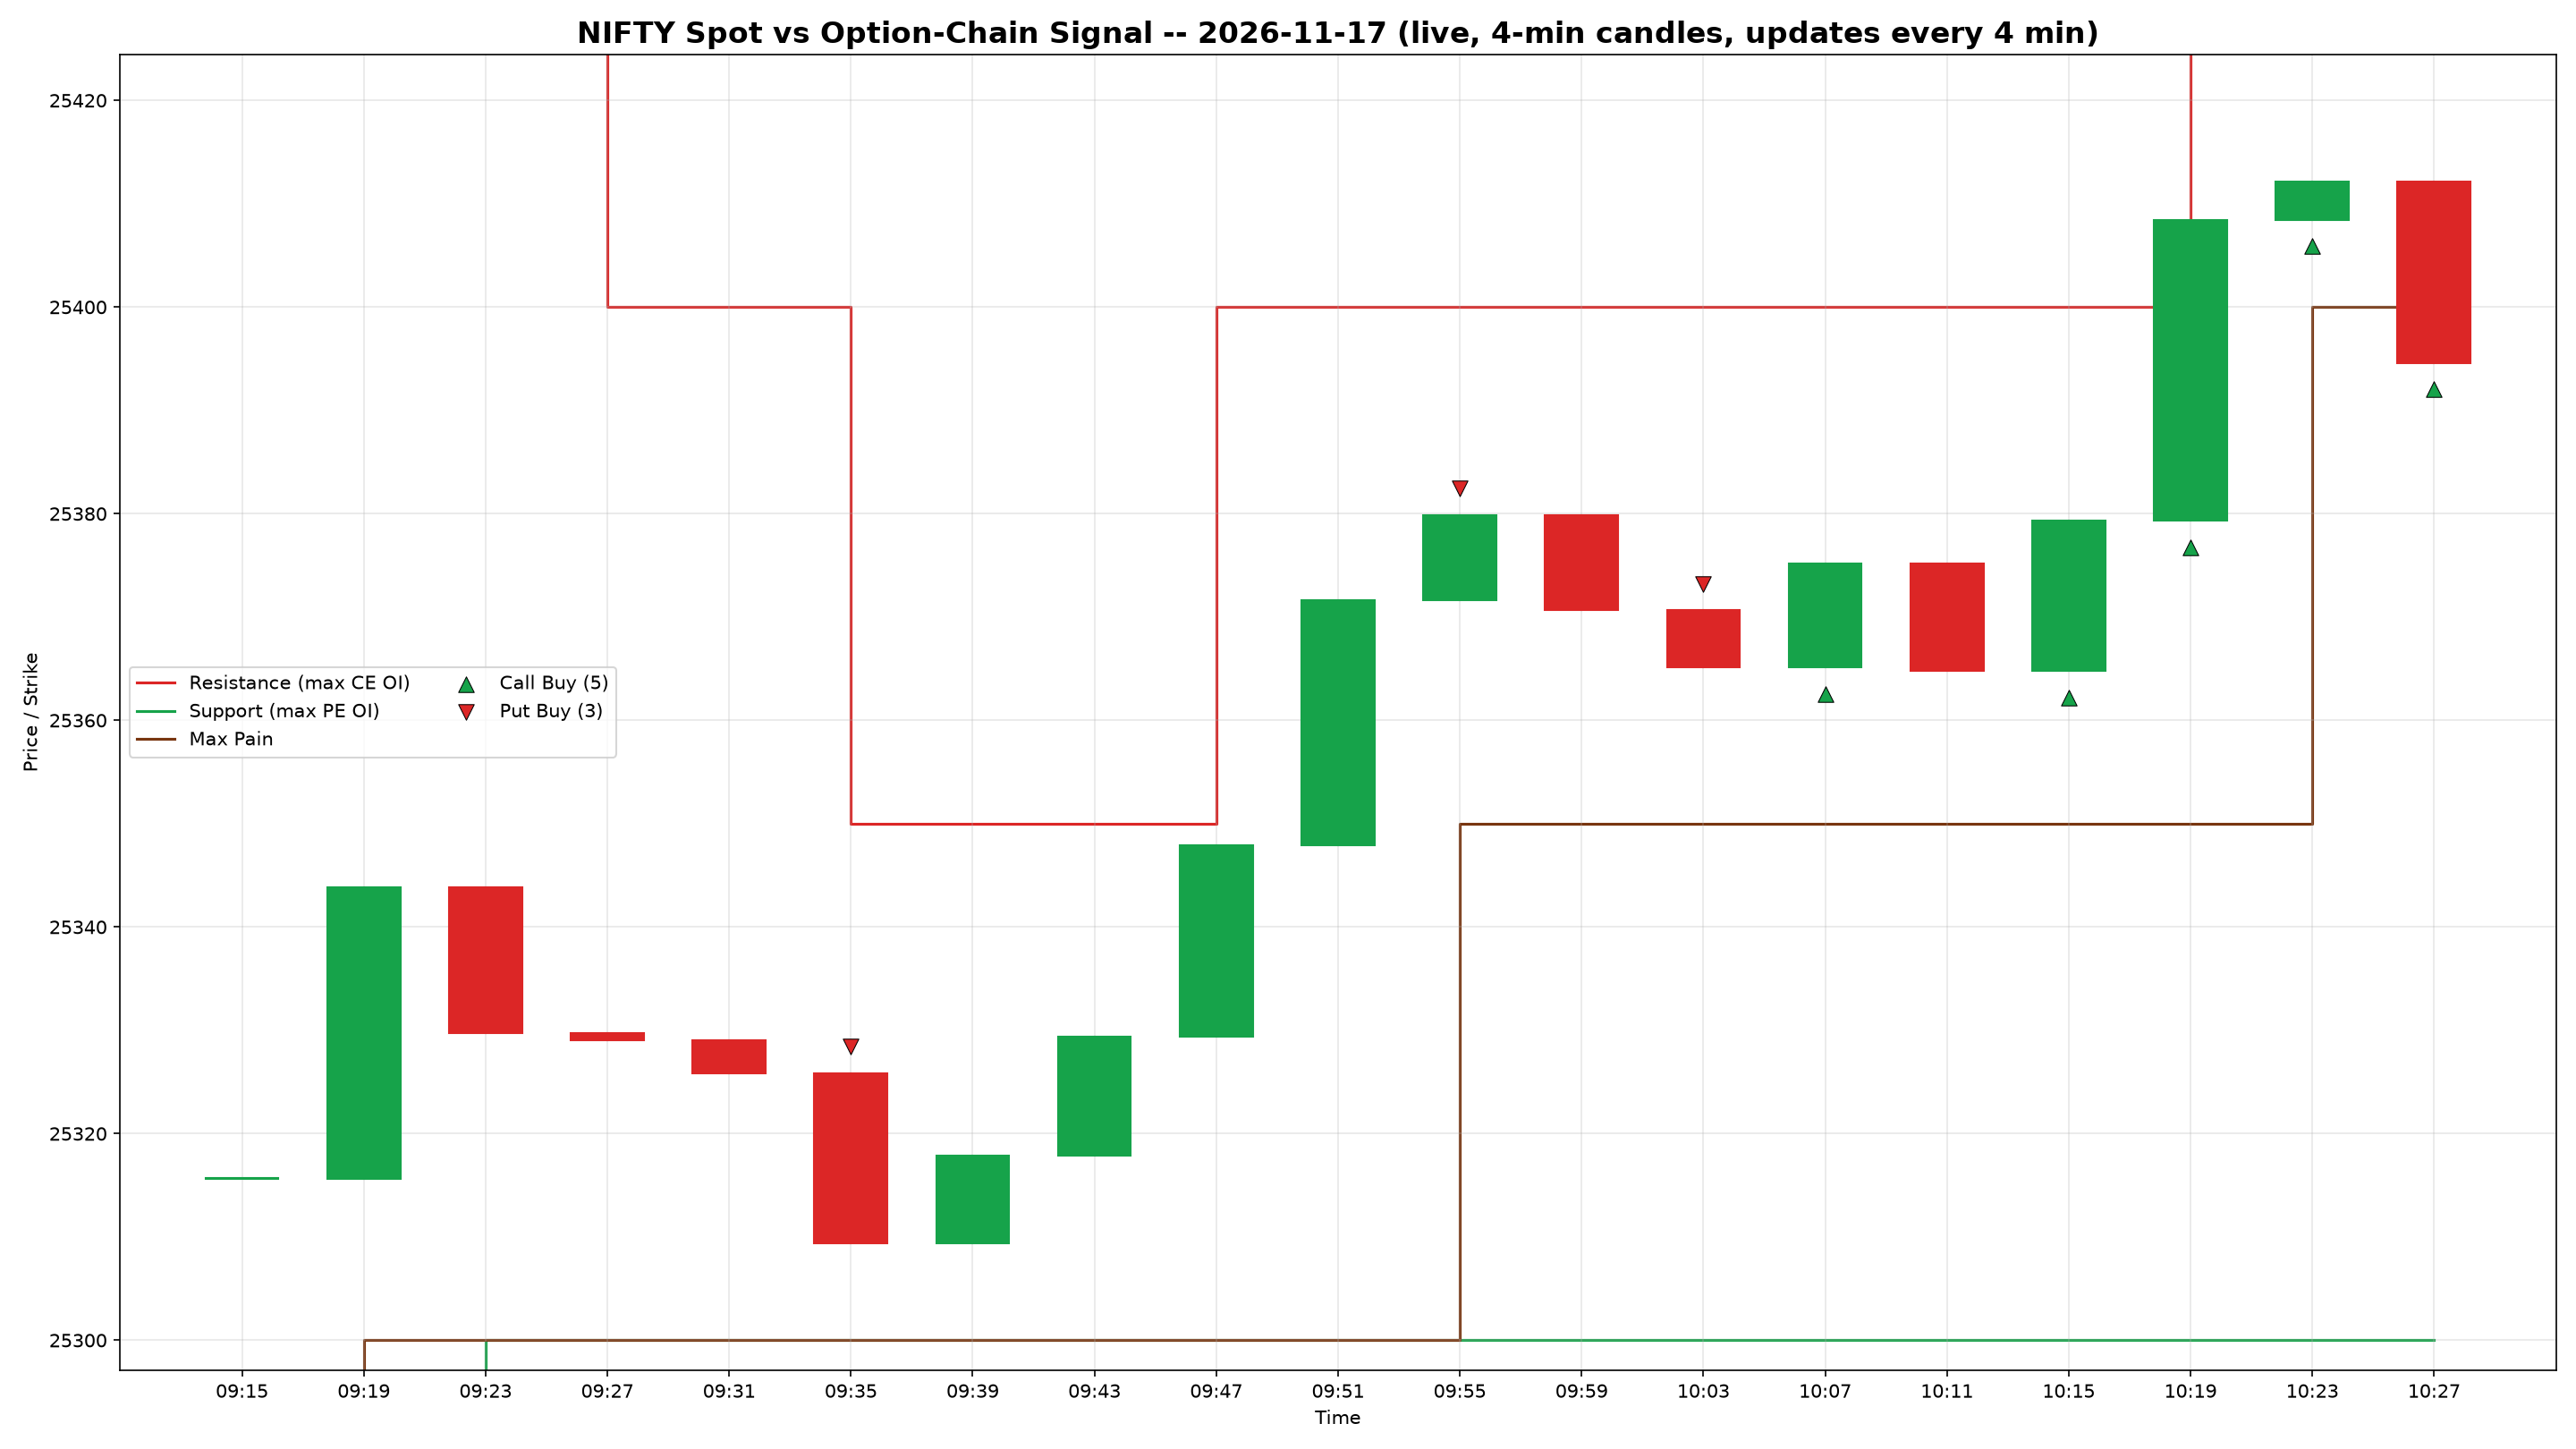 NIFTY Spot vs Option-Chain Signal -- 2026-11-17 (live, 4-min candles, updates every 4 min)
25420
25400
25380
25360
25340
25320
25300
Price / Strike
Resistance (max CE OI)
Support (max PE OI)
Max Pain
Call Buy (5)
Put Buy (3)
09:15 09:19 09:23 09:27 09:31 09:35 09:39 09:43 09:47 09:51 09:55 09:59 10:03 10:07 10:11 10:15 10:19 10:23 10:27
Time